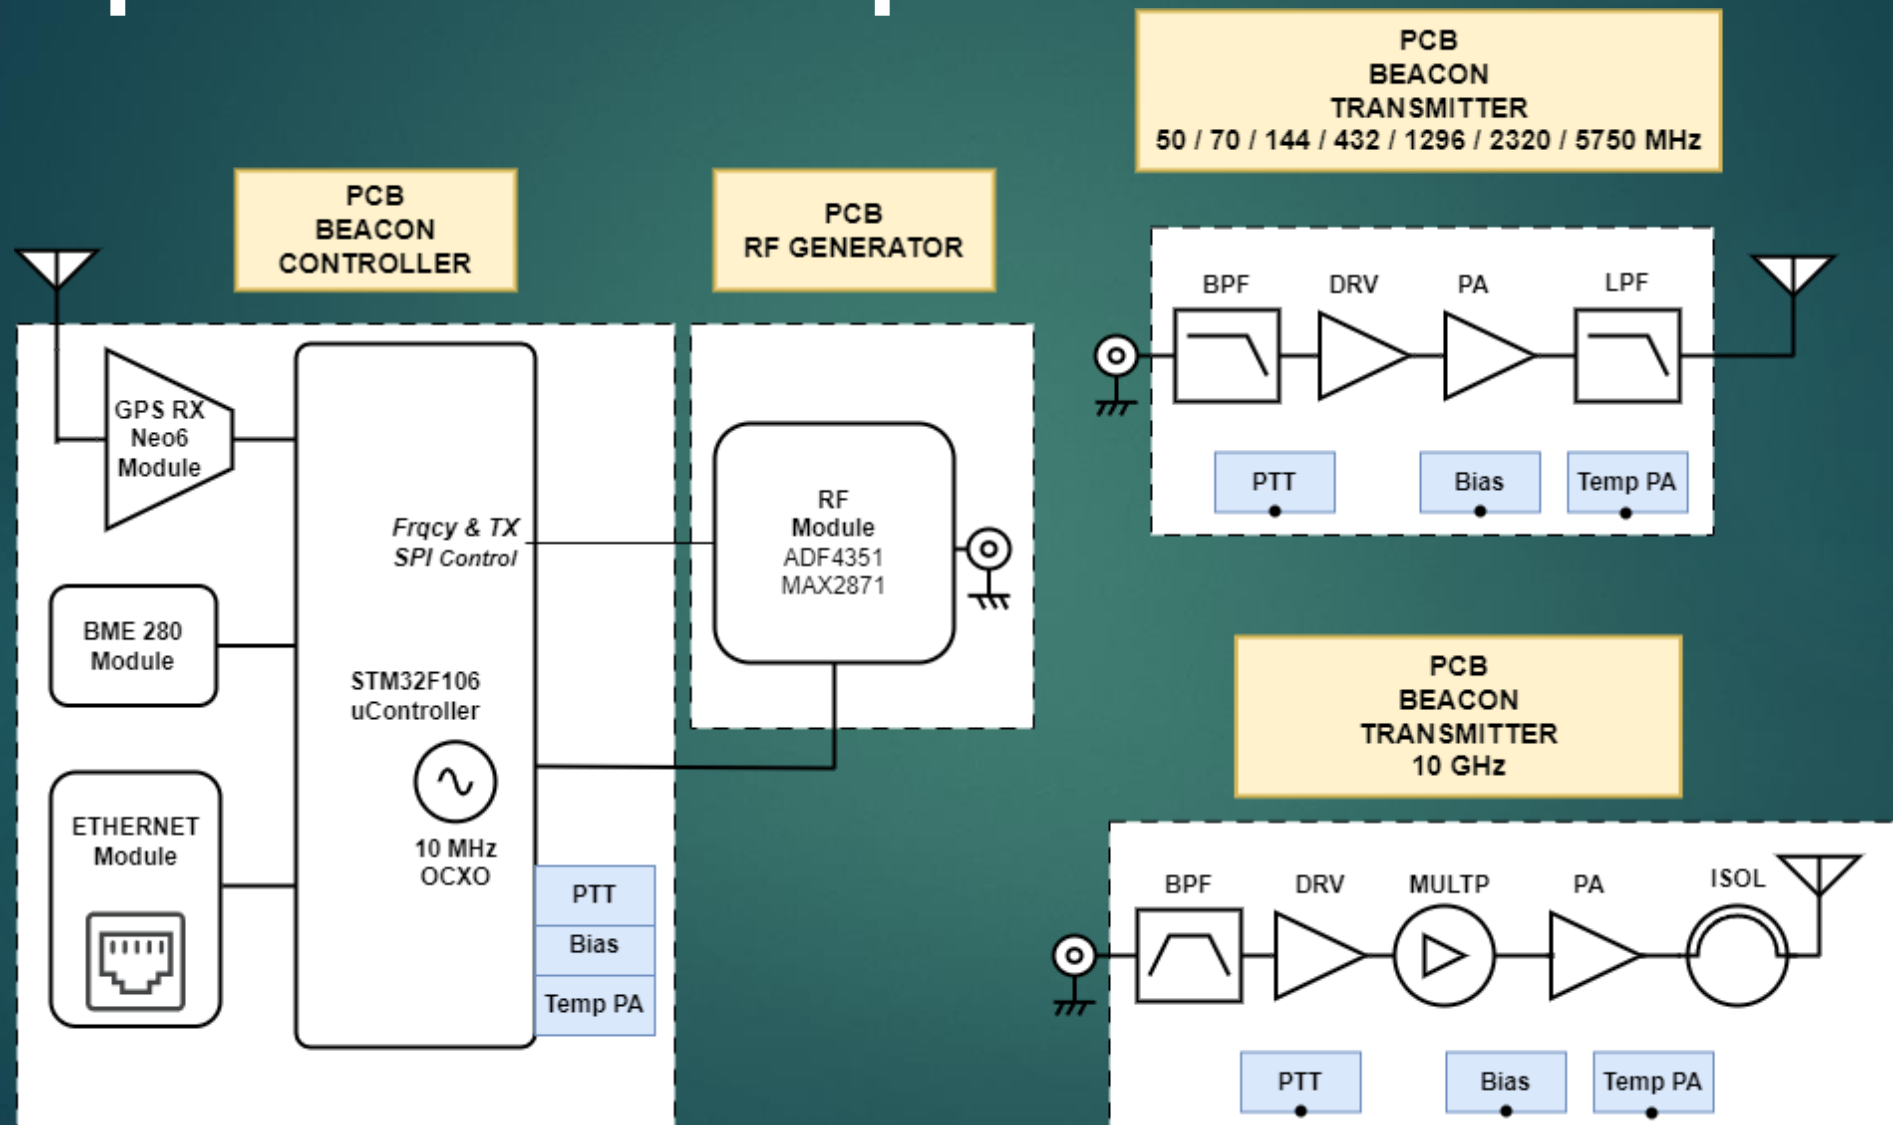 PCB
BEACON
TRANSMITTER
50 / 70 / 144 / 432 / 1296 / 2320 / 5750 MHz
PCB
BEACON
CONTROLLER
PCB
RF GENERATOR
BPF
DRV
PA
LPF
PTT
Bias
Temp PA
GPS RX
Neo6
Module
Frqcy & TX
SPI Control
RF
Module
ADF4351
MAX2871
BME 280
Module
STM32F106
uController
10 MHz
OCXO
ETHERNET
Module
PTT
Bias
Temp PA
PCB
BEACON
TRANSMITTER
10 GHz
BPF
DRV
MULTP
PA
ISOL
PTT
Bias
Temp PA